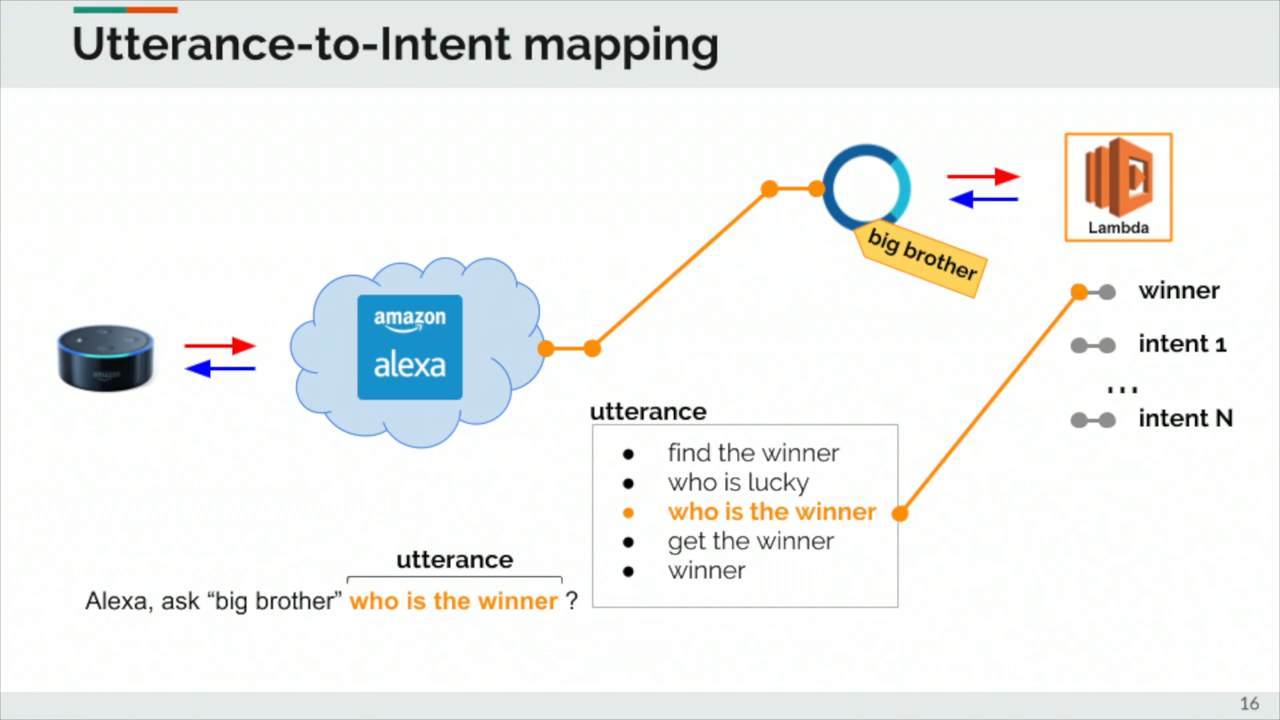 Utterance-to-Intent mapping
big brother
Lambda
amazon
alexa
winner
intent 1
...
intent N
utterance
find the winner
who is lucky
who is the winner
get the winner
winner
utterance
Alexa, ask “big brother” who is the winner ?
16